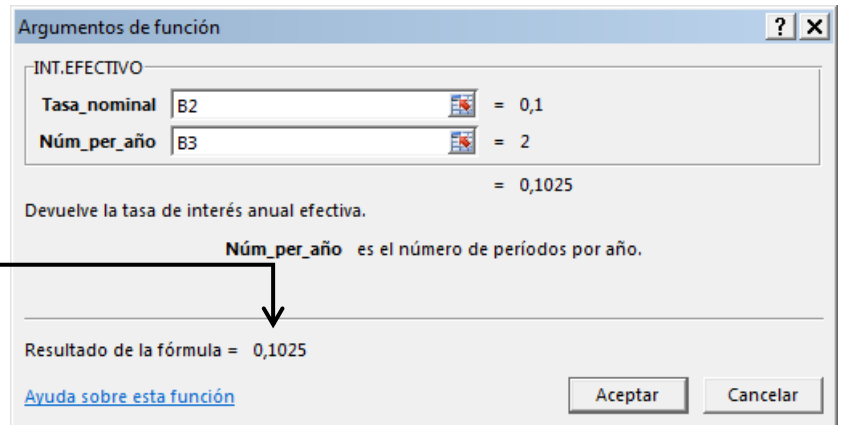 Argumentos de función
INT.EFECTIVO
Tasa_nominal B2 = 0,1
Núm_per_año B3 = 2
= 0,1025
Devuelve la tasa de interés anual efectiva.
Núm_per_año es el número de períodos por año.
Resultado de la fórmula = 0,1025
Ayuda sobre esta función Aceptar Cancelar